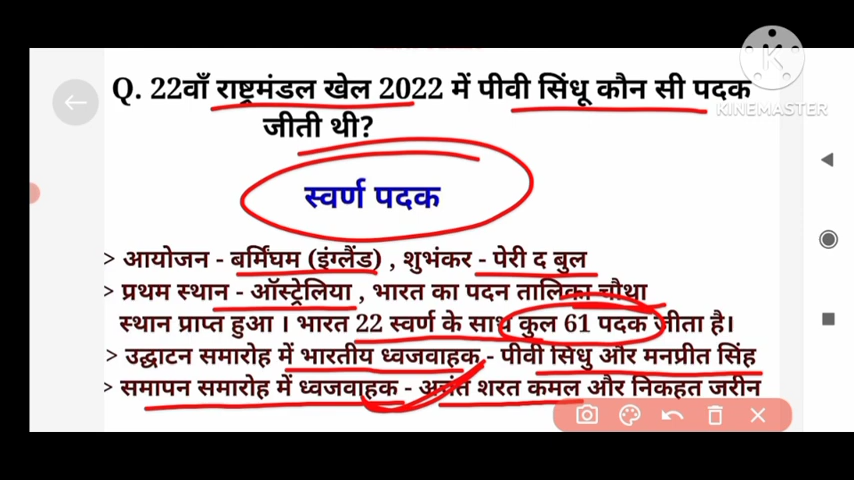 K
KINEMASTER
Q. 22वाँ राष्ट्रमंडल खेल 2022 में पीवी सिंधू कौन सी पदक
जीती थी?
स्वर्ण पदक
> आयोजन - बर्मिंघम (इंग्लैंड) , शुभंकर - पेरी द बुल
> प्रथम स्थान - ऑस्ट्रेलिया , भारत का पदन तालिका चौथा
स्थान प्राप्त हुआ । भारत 22 स्वर्ण के साथ कुल 61 पदक जीता है।
> उद्घाटन समारोह में भारतीय ध्वजवाहक - पीवी सिंधु और मनप्रीत सिंह
> समापन समारोह में ध्वजवाहक - अचंत शरत कमल और निकहत जरीन